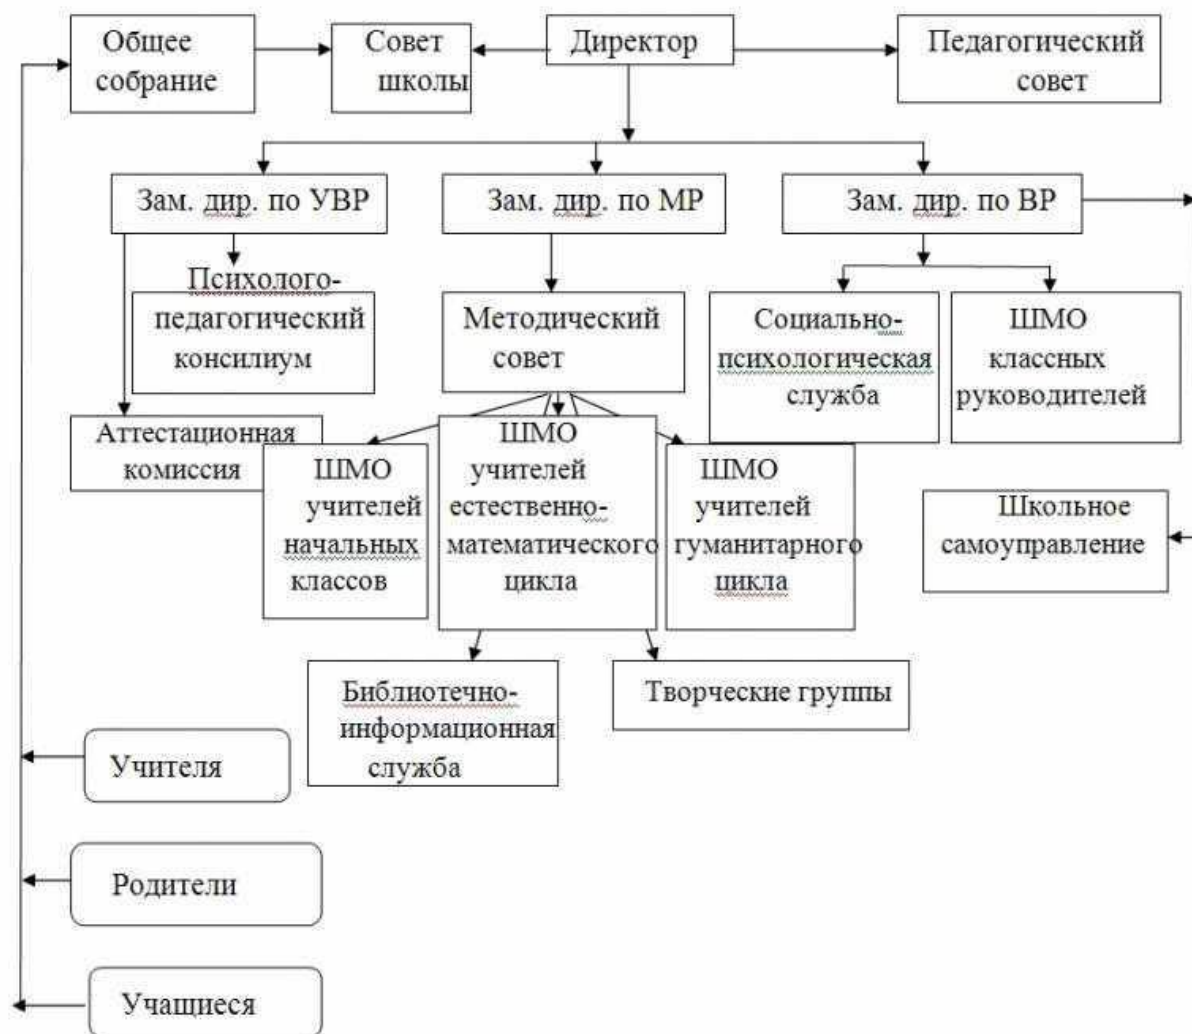 Общее
собрание
Совет
школы
Директор
Педагогический
совет
Зам. дир. по УВР
Зам. дир. по МР
Зам. дир. по ВР
Психолого-
педагогический
консилиум
Методический
совет
Социально-
психологическая
служба
ШМО
классных
руководителей
Аттестационная
комиссия
ШМО
учителей
начальных
классов
ШМО
учителей
естественно-
математического
цикла
ШМО
учителей
гуманитарного
цикла
Школьное
самоуправление
Библиотечно-
информационная
служба
Творческие группы
Учителя
Родители
Учащиеся